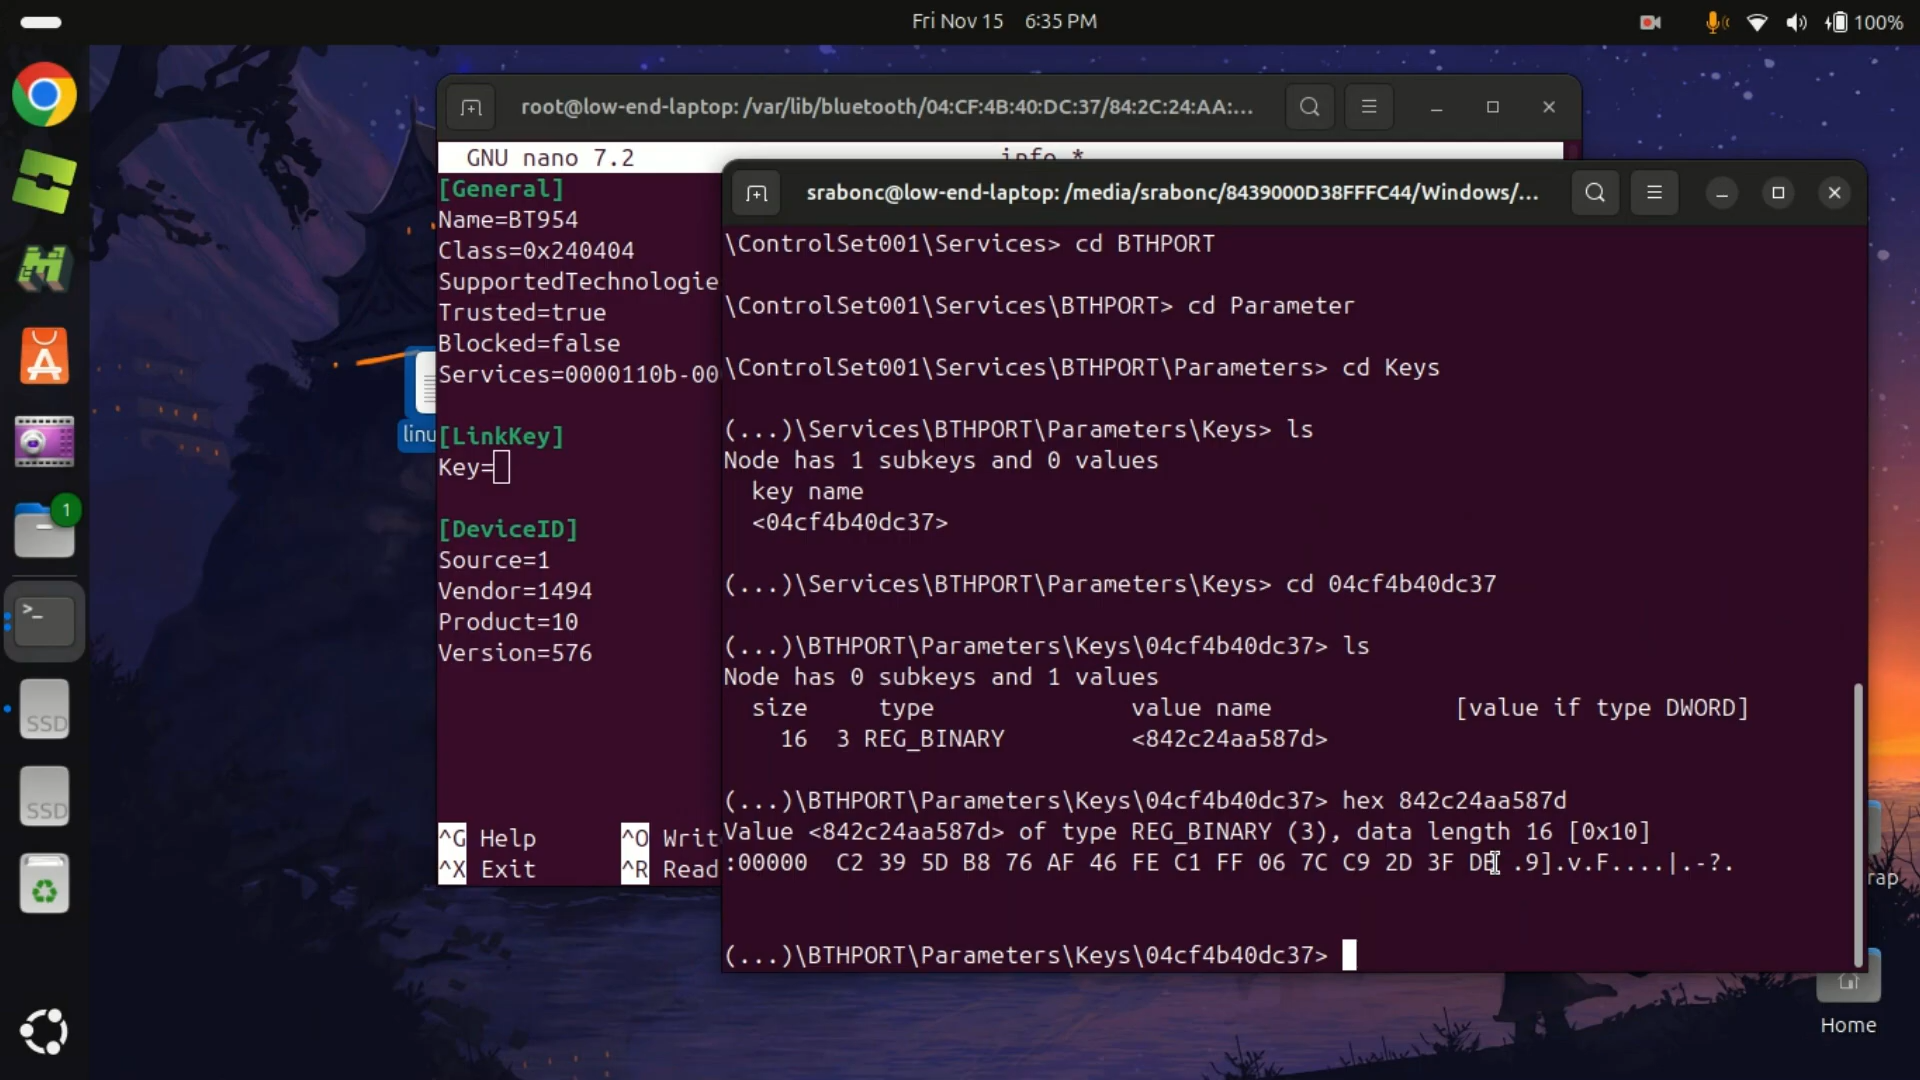 Fri Nov 15 6:35 PM
100%
root@low-end-laptop: /var/lib/bluetooth/04:CF:4B:40:DC:37/84:2C:24:AA:...
GNU nano 7.2 info *
[General]
Name=BT954
Class=0x240404
SupportedTechnologie
Trusted=true
Blocked=false
Services=0000110b-00
[LinkKey]
Key=
[DeviceID]
Source=1
Vendor=1494
Product=10
Version=576
^G Help ^O Writ
^X Exit ^R Read
srabonc@low-end-laptop: /media/srabonc/8439000D38FFFC44/Windows/...
\ControlSet001\Services> cd BTHPORT
\ControlSet001\Services\BTHPORT> cd Parameter
\ControlSet001\Services\BTHPORT\Parameters> cd Keys
(...)\Services\BTHPORT\Parameters\Keys> ls
Node has 1 subkeys and 0 values
key name
<04cf4b40dc37>
(...)\Services\BTHPORT\Parameters\Keys> cd 04cf4b40dc37
(...)\BTHPORT\Parameters\Keys\04cf4b40dc37> ls
Node has 0 subkeys and 1 values
size type value name [value if type DWORD]
16 3 REG_BINARY <842c24aa587d>
(...)\BTHPORT\Parameters\Keys\04cf4b40dc37> hex 842c24aa587d
Value <842c24aa587d> of type REG_BINARY (3), data length 16 [0x10]
:00000 C2 39 5D B8 76 AF 46 FE C1 FF 06 7C C9 2D 3F .9].v.F....|.-?.
(...)\BTHPORT\Parameters\Keys\04cf4b40dc37>
linu
1
>_
SSD
SSD
rap
Home